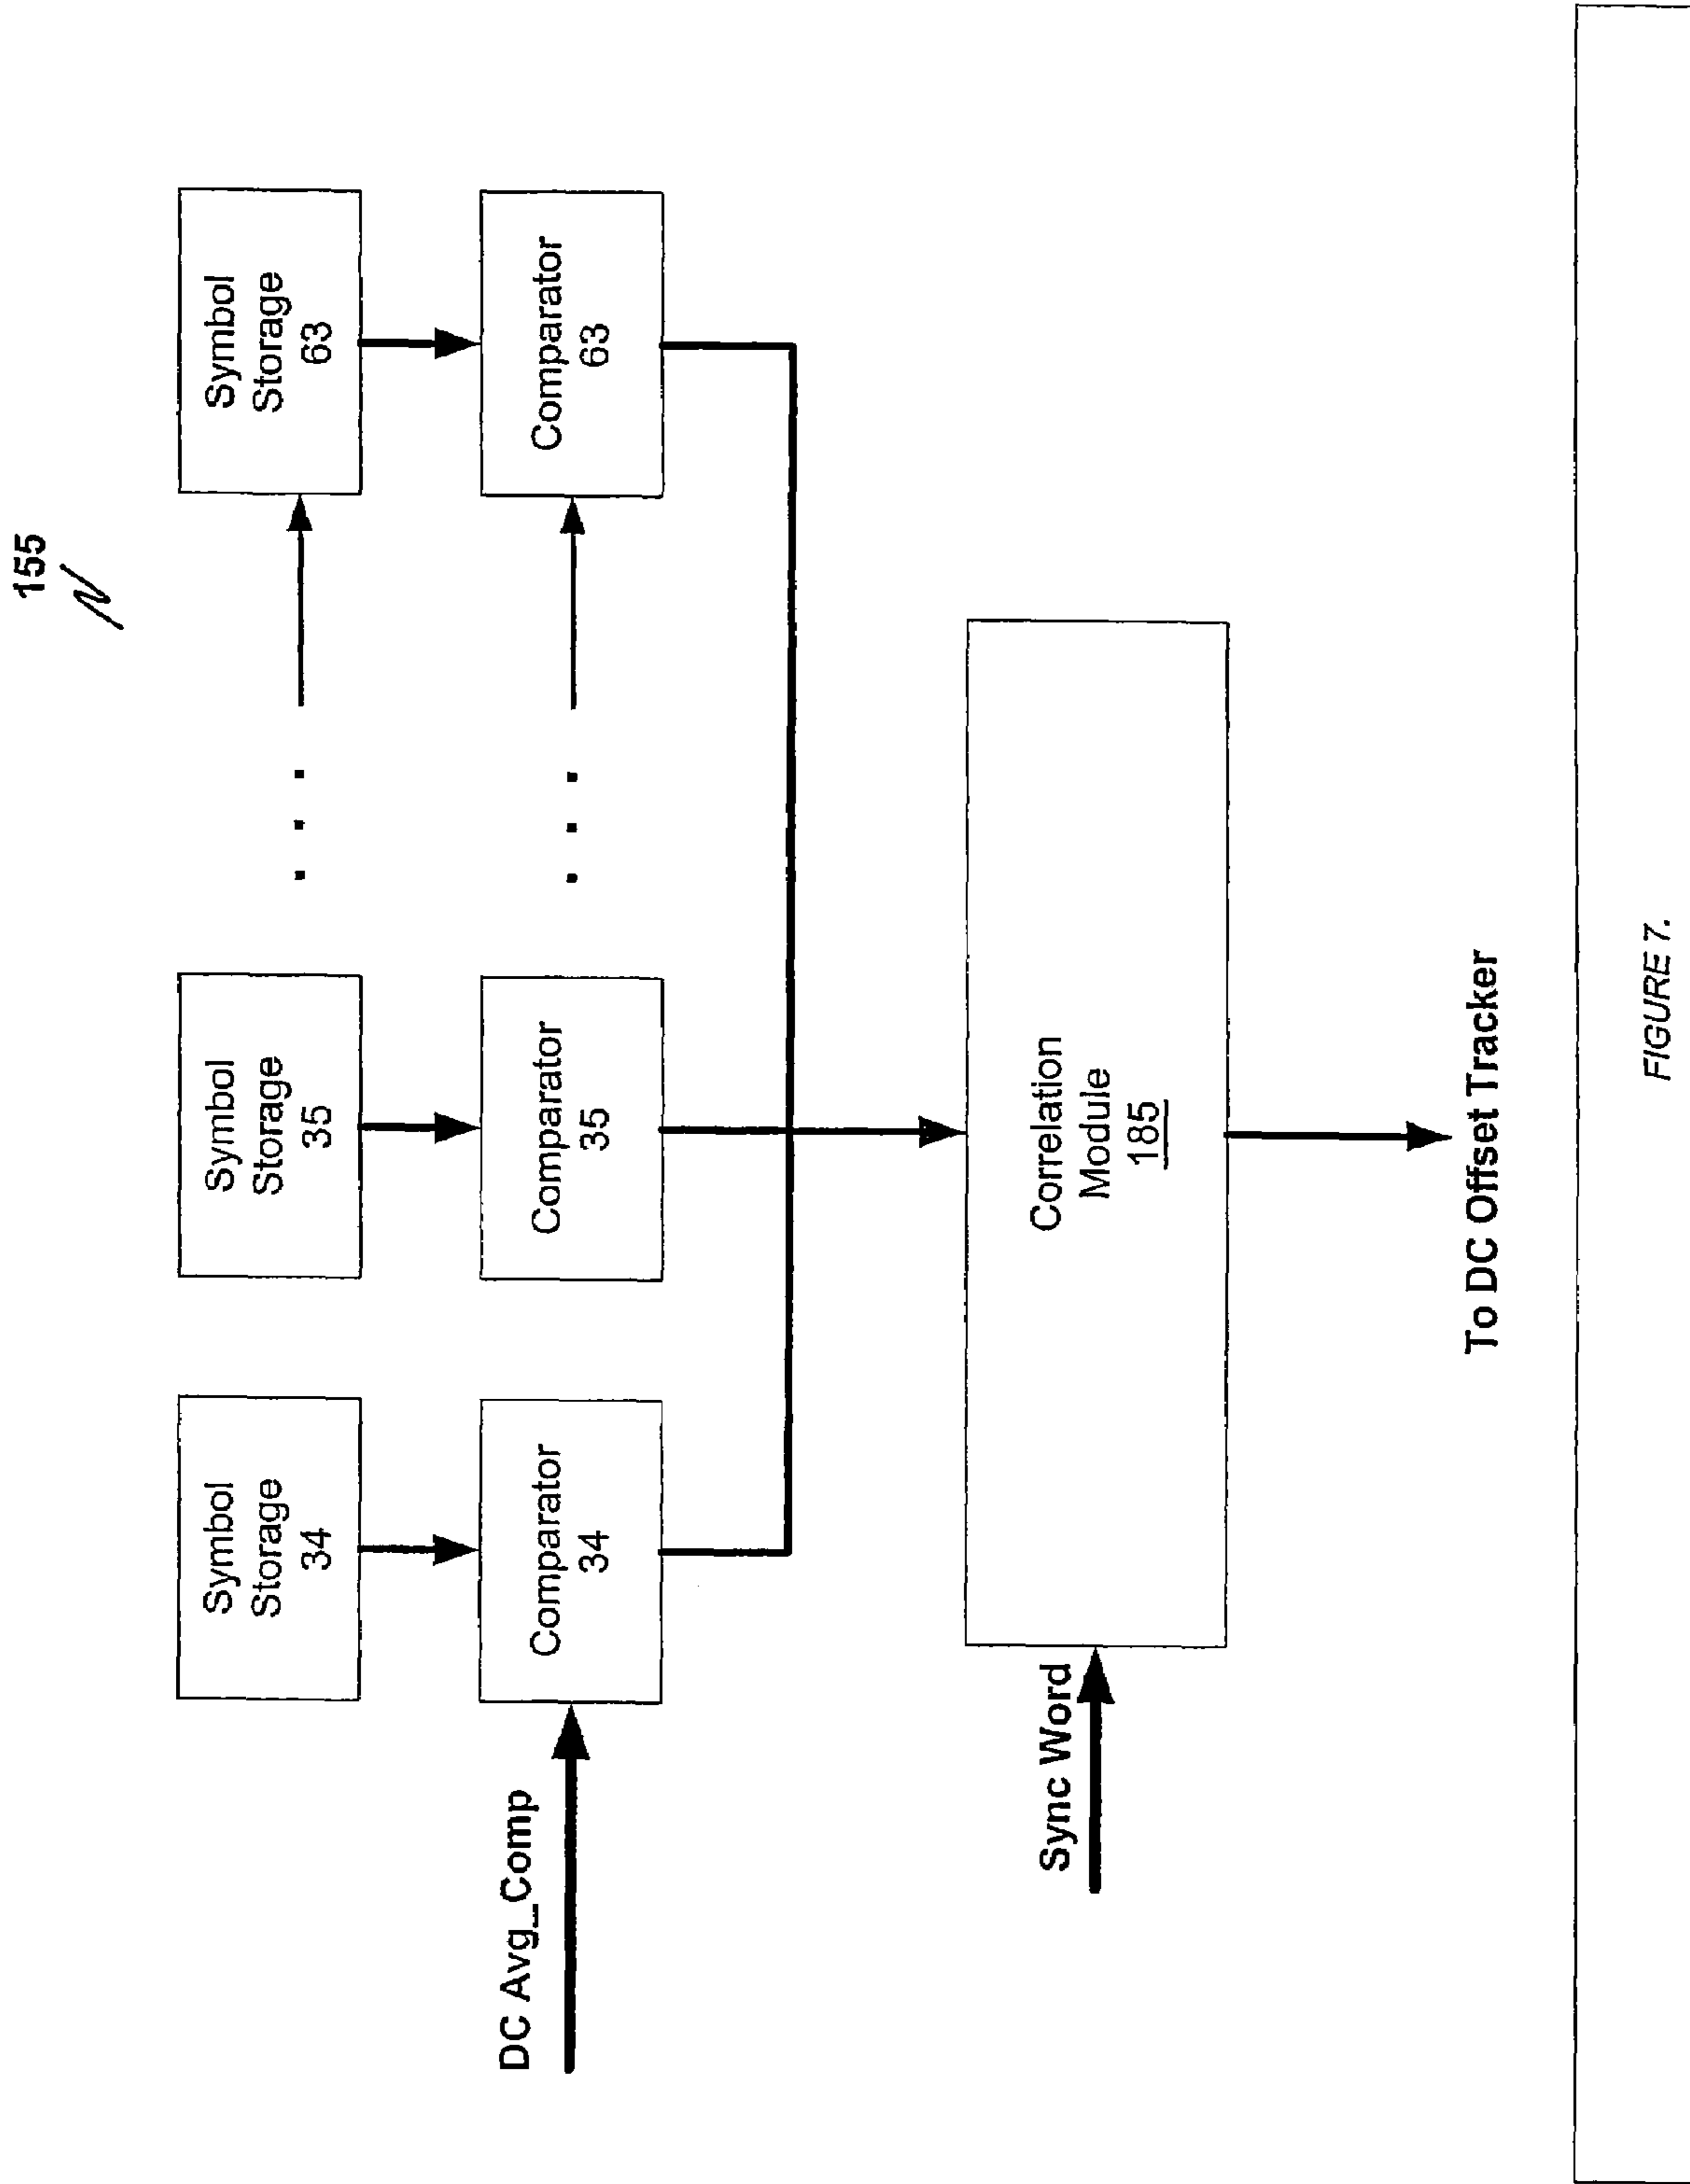 155
Symbol
Storage
34
Symbol
Storage
35
. . .
Symbol
Storage
63
DC Avg_Comp
Comparator
34
Comparator
35
. . .
Comparator
63
Sync Word
Correlation
Module
185
To DC Offset Tracker
FIGURE 7.